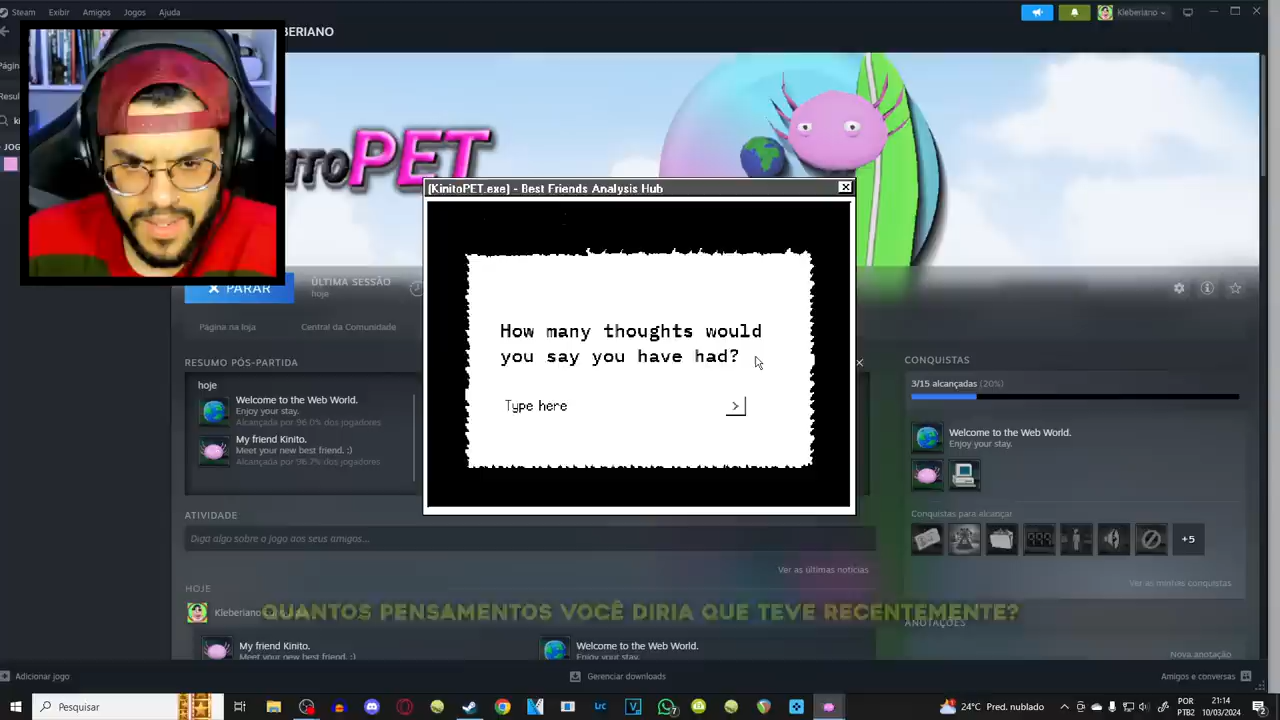 Steam Exibir Amigos Jogos Ajuda
Kleberiano
BERIANO
PET
(KinitoPET.exe) - Best Friends Analysis Hub
How many thoughts would
you say you have had?
Type here
PARAR
ÚLTIMA SESSÃO
hoje
Página na loja
Central da Comunidade
RESUMO PÓS-PARTIDA
hoje
Welcome to the Web World.
Enjoy your stay.
Alcançada por 96.0% dos jogadores
My friend Kinito.
Meet your new best friend. :)
Alcançada por 96.2% dos jogadores
CONQUISTAS
3/15 alcançadas (20%)
Welcome to the Web World.
Enjoy your stay.
Conquistas para alcançar
+5
Ver as minhas conquistas
ATIVIDADE
Diga algo sobre o jogo aos seus amigos...
Ver as últimas notícias
HOJE
Kleberiano
QUANTOS PENSAMENTOS VOCÊ DIRIA QUE TEVE RECENTEMENTE?
ANOTAÇÕES
My friend Kinito.
Meet your new best friend. :)
Welcome to the Web World.
Enjoy your stay.
Nova anotação
Adicionar jogo
Gerenciar downloads
Amigos e conversas
Pesquisar
24°C Pred. nublado
POR
PTB2
21:14
10/03/2024